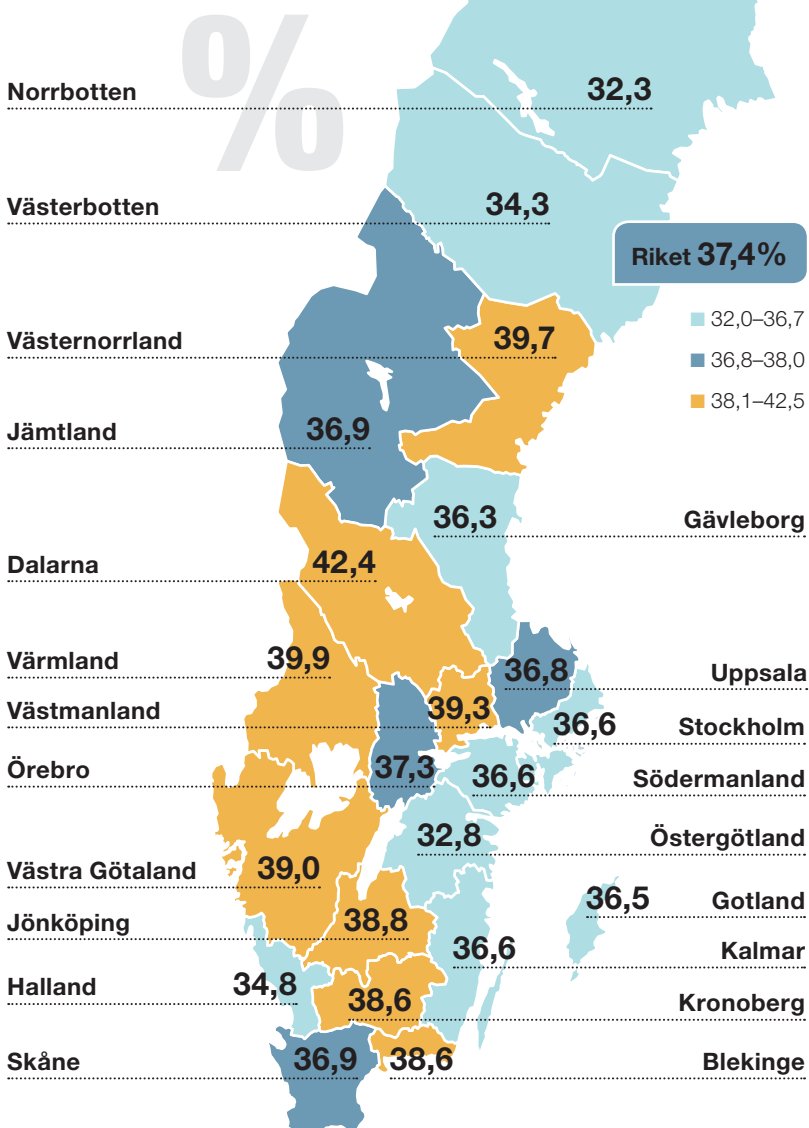 %
Norrbotten 32,3
Västerbotten 34,3
Riket 37,4%
32,0–36,7
36,8–38,0
38,1–42,5
Västernorrland 39,7
Jämtland 36,9
36,3 Gävleborg
Dalarna 42,4
Värmland 39,9
36,8 Uppsala
Västmanland 39,3
36,6 Stockholm
Örebro 37,3
36,6 Södermanland
32,8 Östergötland
Västra Götaland 39,0
36,5 Gotland
Jönköping 38,8
36,6 Kalmar
Halland 34,8
38,6 Kronoberg
Skåne 36,9
38,6 Blekinge